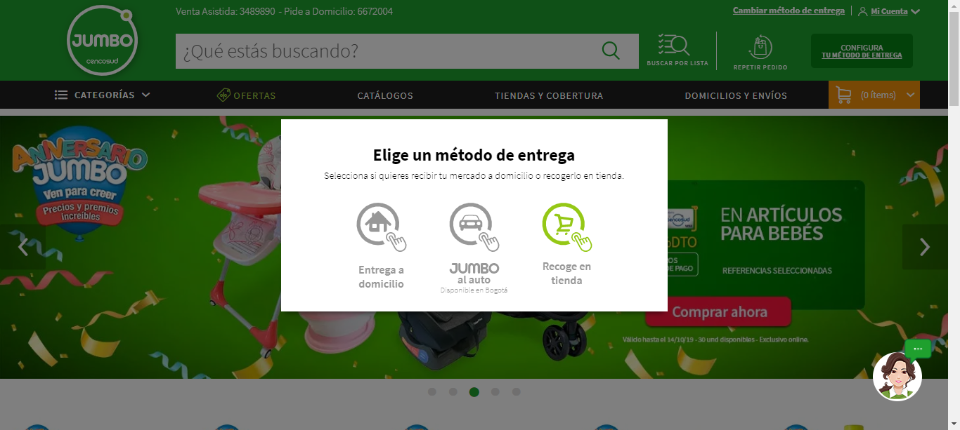 Venta Asistida: 3489890 - Pide a Domicilio: 6672004
Cambiar método de entrega
Mi Cuenta
JUMBO
cencosud
¿Qué estás buscando?
BUSCAR POR LISTA
REPETIR PEDIDO
CONFIGURA
TU MÉTODO DE ENTREGA
CATEGORÍAS
OFERTAS
CATÁLOGOS
TIENDAS Y COBERTURA
DOMICILIOS Y ENVÍOS
(0 ítems)
ANIVERSARIO
JUMBO
Ven para creer
Precios y premios
increíbles
Elige un método de entrega
Selecciona si quieres recibir tu mercado a domicilio o recogerlo en tienda.
Entrega a
domicilio
JUMBO
al auto
Disponible en Bogotá
Recoge en
tienda
DTO
DE PAGO
EN ARTÍCULOS
PARA BEBÉS
REFERENCIAS SELECCIONADAS
Comprar ahora
Válido hasta el 14/10/19 - 30 und disponibles - Exclusivo online.